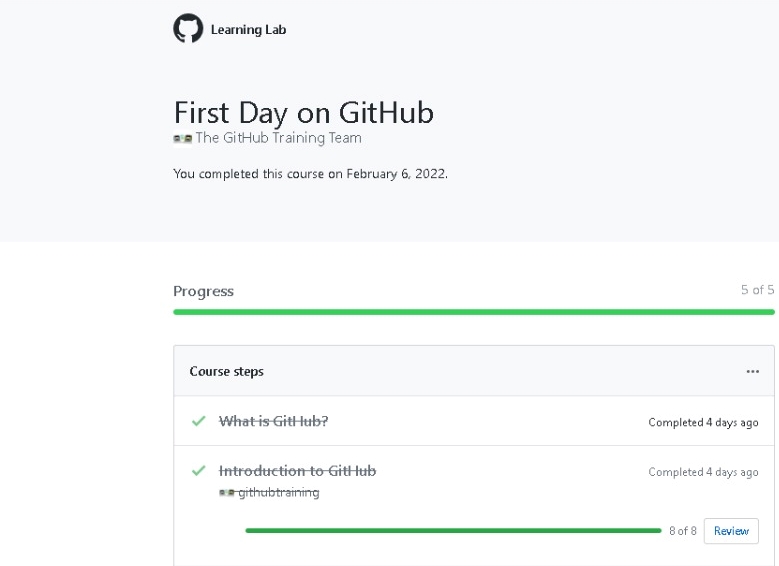 Learning Lab
First Day on GitHub
The GitHub Training Team
You completed this course on February 6, 2022.
Progress
5 of 5
Course steps
What is GitHub?
Completed 4 days ago
Introduction to GitHub
Completed 4 days ago
githubtraining
8 of 8
Review